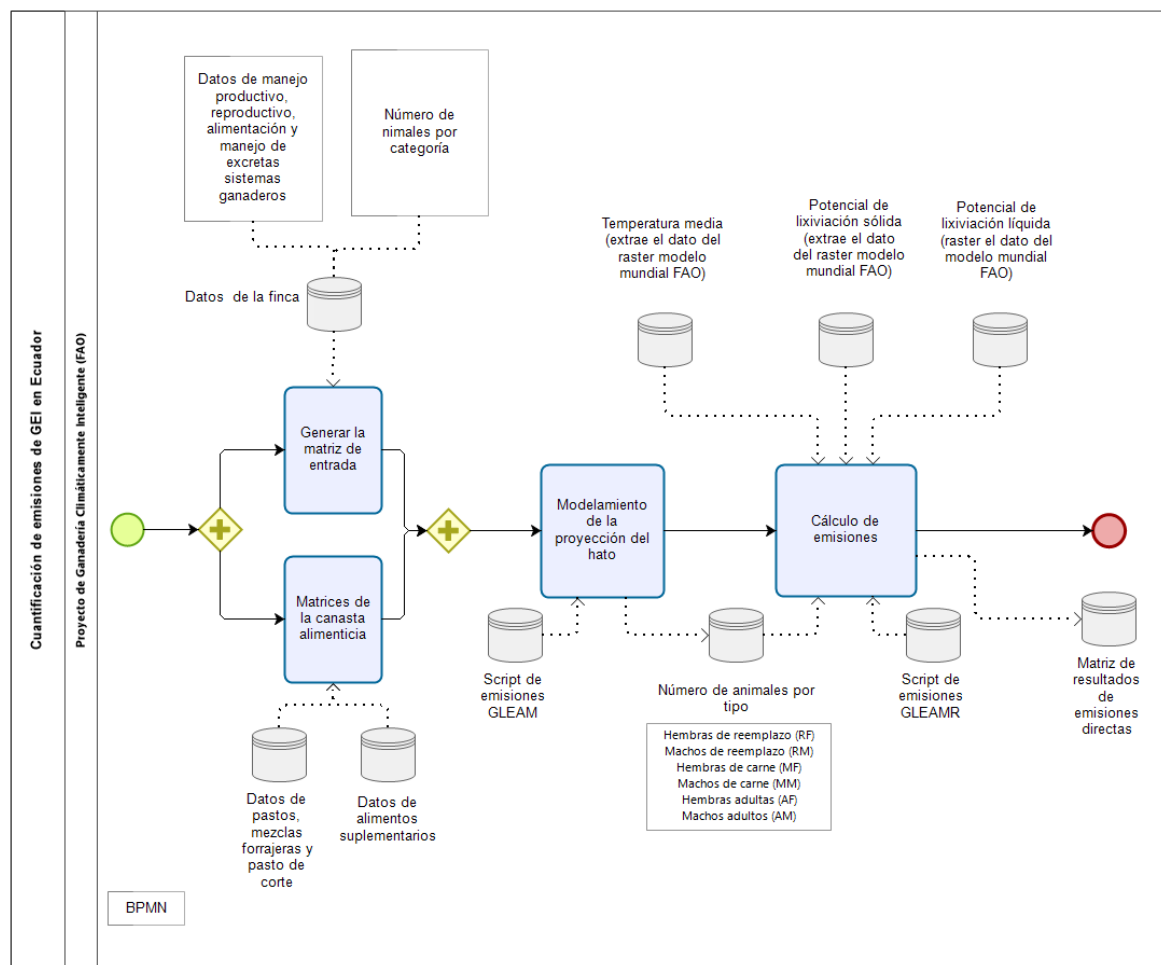 Cuantificación de emisiones de GEI en Ecuador
Proyecto de Ganadería Climáticamente Inteligente (FAO)
Datos de manejo
productivo,
reproductivo,
alimentación y
manejo de
excretas
sistemas
ganaderos
Número de
nimales por
categoría
Datos de la finca
Temperatura media
(extrae el dato del
raster modelo
mundial FAO)
Potencial de
lixiviación sólida
(extrae el dato
del raster modelo
mundial FAO)
Potencial de
lixiviación líquida
(raster el dato del
modelo mundial
FAO)
Generar la
matriz de
entrada
Matrices de
la canasta
alimenticia
Modelamiento
de la
proyección del
hato
Cálculo de
emisiones
Datos de
pastos,
mezclas
forrajeras y
pasto de
corte
Datos de
alimentos
suplementarios
Script de
emisiones
GLEAM
Número de animales por
tipo
Hembras de reemplazo (RF)
Machos de reemplazo (RM)
Hembras de carne (MF)
Machos de carne (MM)
Hembras adultas (AF)
Machos adultos (AM)
Script de
emisiones
GLEAMR
Matriz de
resultados
de
emisiones
directas
BPMN